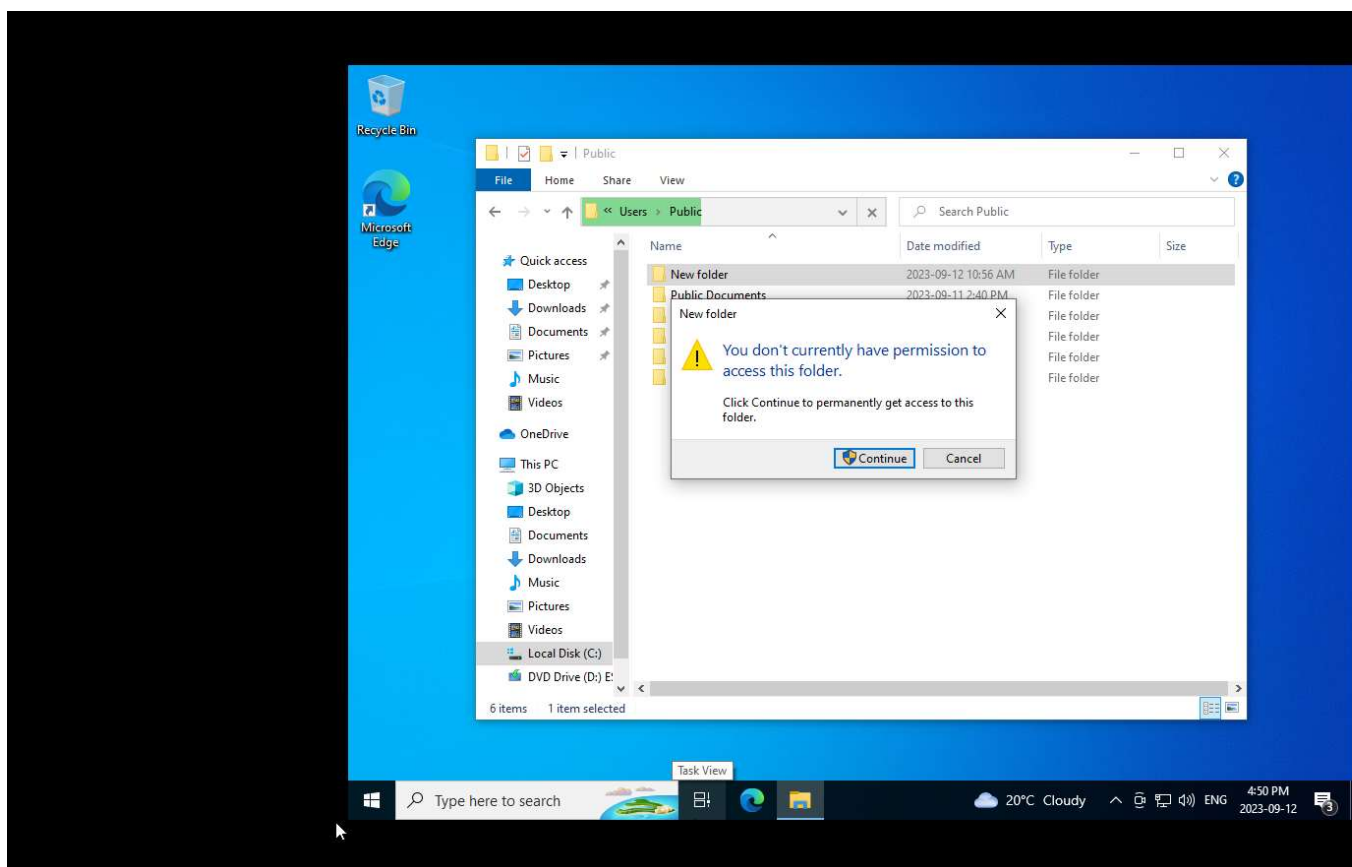 Recycle Bin
Microsoft
Edge
Public
File Home Share View
« Users › Public
Search Public
Name Date modified Type Size
Quick access
Desktop
Downloads
Documents
Pictures
Music
Videos
OneDrive
This PC
3D Objects
Desktop
Documents
Downloads
Music
Pictures
Videos
Local Disk (C:)
DVD Drive (D:) E:
New folder 2023-09-12 10:56 AM File folder
Public Documents 2023-09-11 2:40 PM File folder
File folder
File folder
File folder
File folder
New folder
You don't currently have permission to
access this folder.
Click Continue to permanently get access to this
folder.
Continue Cancel
6 items 1 item selected
Task View
Type here to search
20°C Cloudy
ENG
4:50 PM
2023-09-12
3